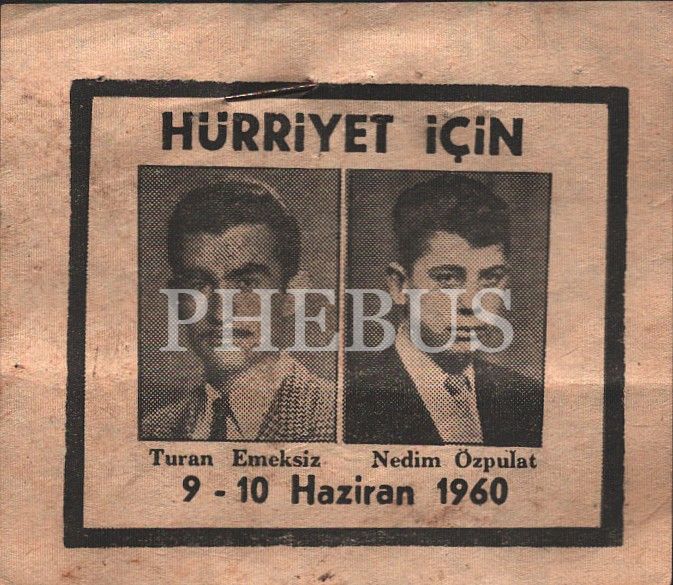 HÜRRİYET İÇİN
PHEBUS
Turan Emeksiz Nedim Özpulat
9 - 10 Haziran 1960